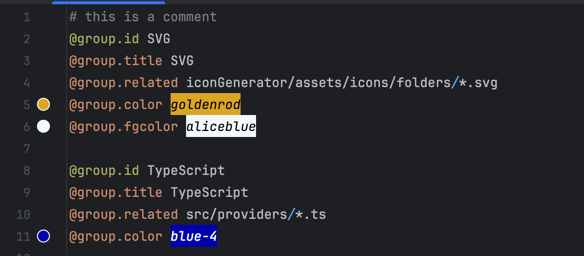 1 # this is a comment
2 @group.id SVG
3 @group.title SVG
4 @group.related iconGenerator/assets/icons/folders/*.svg
5 @group.color goldenrod
6 @group.fgcolor aliceblue
7
8 @group.id TypeScript
9 @group.title TypeScript
10 @group.related src/providers/*.ts
11 @group.color blue-4